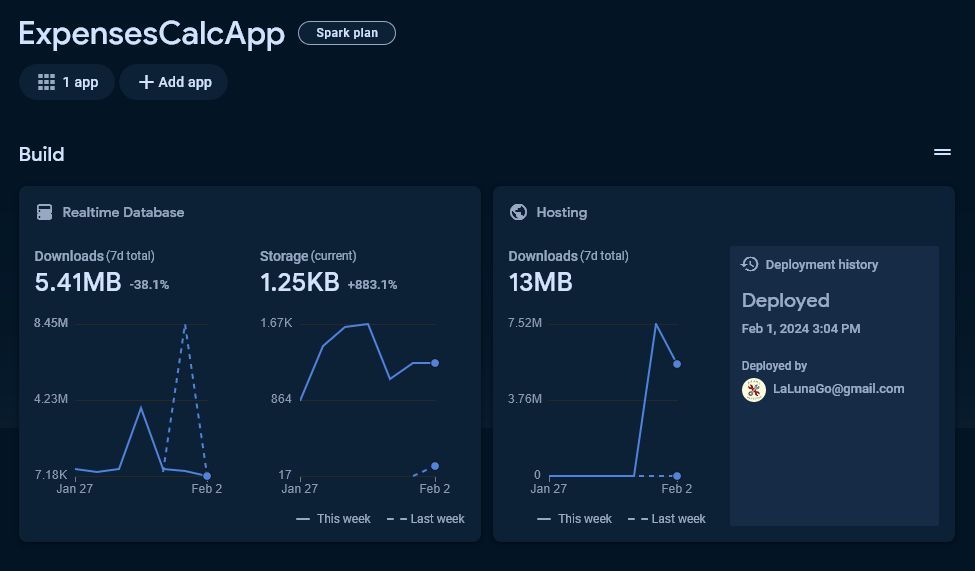 ExpensesCalcApp
Spark plan
1 app
Add app
Build
Realtime Database
Downloads (7d total)
5.41MB -38.1%
8.45M
4.23M
7.18K
Jan 27
Feb 2
Storage (current)
1.25KB +883.1%
1.67K
864
17
Jan 27
Feb 2
This week
Last week
Hosting
Downloads (7d total)
13MB
7.52M
3.76M
0
Jan 27
Feb 2
This week
Last week
Deployment history
Deployed
Feb 1, 2024 3:04 PM
Deployed by
LaLunaGo@gmail.com